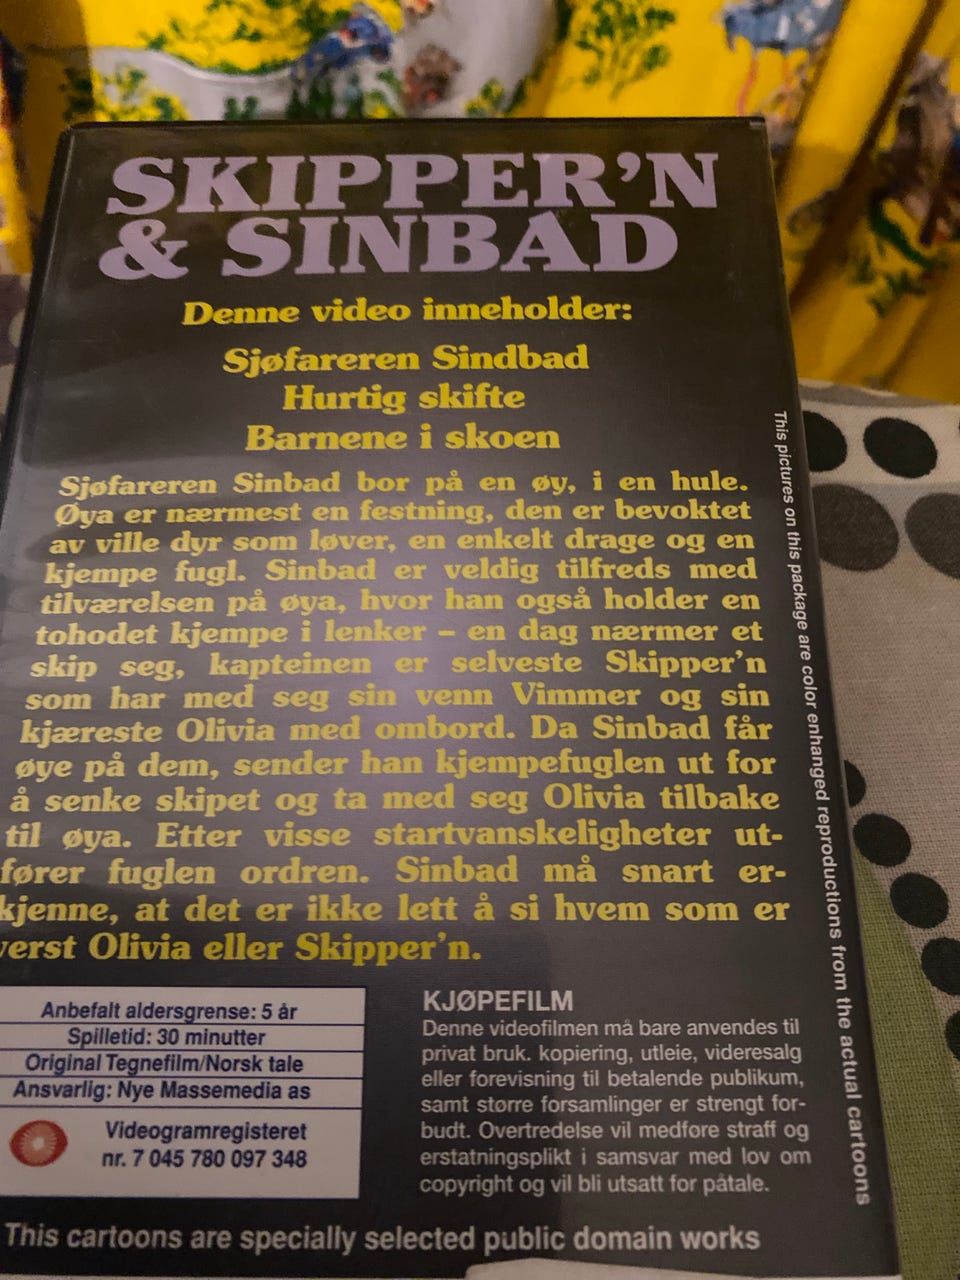 SKIPPER'N
& SINBAD
Denne video inneholder:
Sjøfareren Sindbad
Hurtig skifte
Barnene i skoen
Sjøfareren Sinbad bor på en øy, i en hule.
Øya er nærmest en festning, den er bevoktet
av ville dyr som løver, en enkelt drage og en
kjempe fugl. Sinbad er veldig tilfreds med
tilværelsen på øya, hvor han også holder en
tohodet kjempe i lenker – en dag nærmer et
skip seg, kapteinen er selveste Skipper'n
som har med seg sin venn Vimmer og sin
kjæreste Olivia med ombord. Da Sinbad får
øye på dem, sender han kjempefuglen ut for
å senke skipet og ta med seg Olivia tilbake
til øya. Etter visse startvanskeligheter ut-
fører fuglen ordren. Sinbad må snart er-
kjenne, at det er ikke lett å si hvem som er
verst Olivia eller Skipper'n.
Anbefalt aldersgrense: 5 år
Spilletid: 30 minutter
Original Tegnefilm/Norsk tale
Ansvarlig: Nye Massemedia as
Videogramregisteret
nr. 7 045 780 097 348
KJØPEFILM
Denne videofilmen må bare anvendes til
privat bruk. kopiering, utleie, videresalg
eller forevisning til betalende publikum,
samt større forsamlinger er strengt for-
budt. Overtredelse vil medføre straff og
erstatningsplikt i samsvar med lov om
copyright og vil bli utsatt for påtale.
This cartoons are specially selected public domain works
This pictures on this package are color enhanced reproductions from the actual cartoons